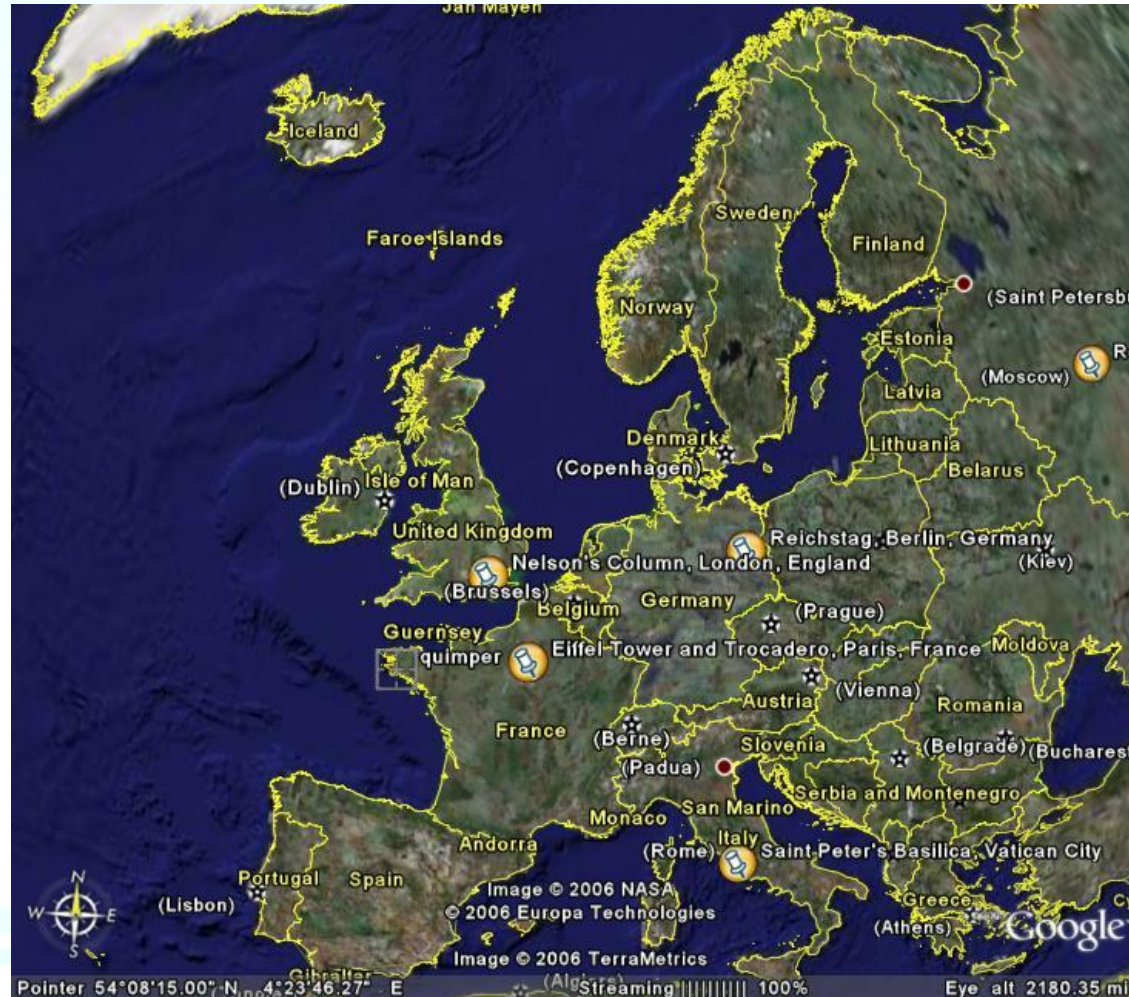 Jan Mayen
Iceland
Faroe Islands
Sweden
Finland
Norway
(Saint Petersbu
Estonia
R
(Moscow)
Latvia
Denmark
Lithuania
(Copenhagen)
Belarus
(Dublin)
Isle of Man
United Kingdom
Reichstag, Berlin, Germany
(Kiev)
Nelson's Column, London, England
(Brussels)
Belgium
Germany
(Prague)
Guernsey
quimper
Eiffel Tower and Trocadero, Paris, France
Moldova
(Vienna)
Austria
Romania
France
(Berne)
Slovenia
(Belgrade)
(Bucharest
(Padua)
Serbia and Montenegro
San Marino
Monaco
Italy
Andorra
(Rome)
Saint Peter's Basilica, Vatican City
Portugal
Spain
Image © 2006 NASA
(Lisbon)
© 2006 Europa Technologies
Greece
Cy
(Athens)
Google
N
W
E
S
Image © 2006 TerraMetrics
Gibraltar
(Algiers)
Pointer 54°08'15.00" N 4°23'46.27" E
Streaming 100%
Eye alt 2180.35 mi